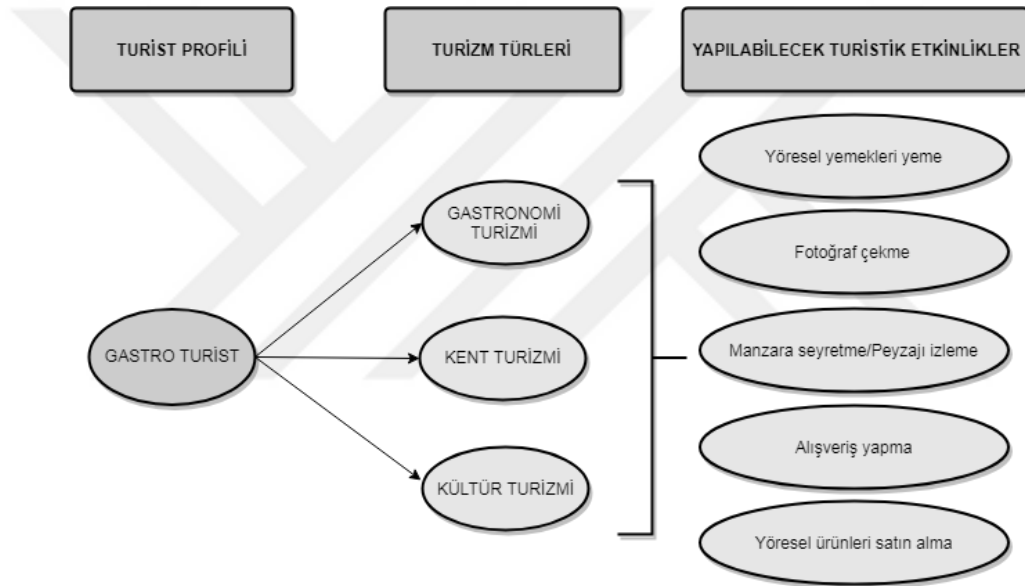 TURİST PROFİLİ
TURİZM TÜRLERİ
YAPILABİLECEK TURİSTİK ETKİNLİKLER
GASTRO TURİST
GASTRONOMİ
TURİZMİ
KENT TURİZMİ
KÜLTÜR TURİZMİ
Yöresel yemekleri yeme
Fotoğraf çekme
Manzara seyretme/Peyzajı izleme
Alışveriş yapma
Yöresel ürünleri satın alma